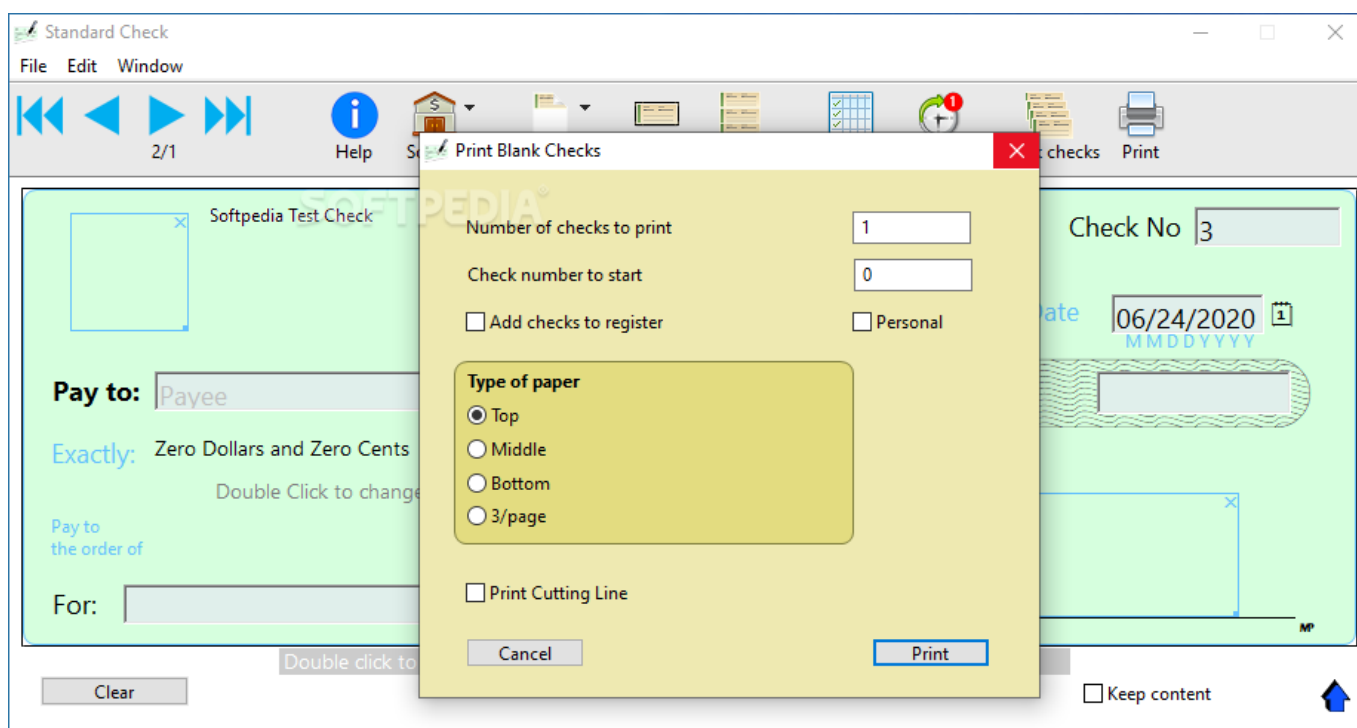 Standard Check
File Edit Window
2/1
Help
checks
Print
Print Blank Checks
SOFTPEDIA®
Softpedia Test Check
Number of checks to print 1
Check No 3
Check number to start 0
Add checks to register Personal
06/24/2020 1
MMDDYYYY
Type of paper
Pay to: Payee
Top
Exactly: Zero Dollars and Zero Cents
Middle
Double Click to change
Bottom
3/page
Pay to
the order of
Print Cutting Line
For:
MP
Cancel Print
Double click to
Clear
Keep content